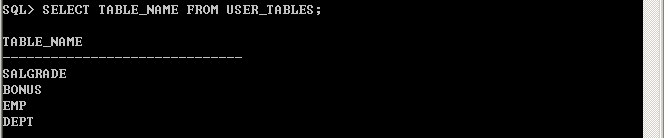 SQL> SELECT TABLE_NAME FROM USER_TABLES;
TABLE_NAME
------------------------------
SALGRADE
BONUS
EMP
DEPT